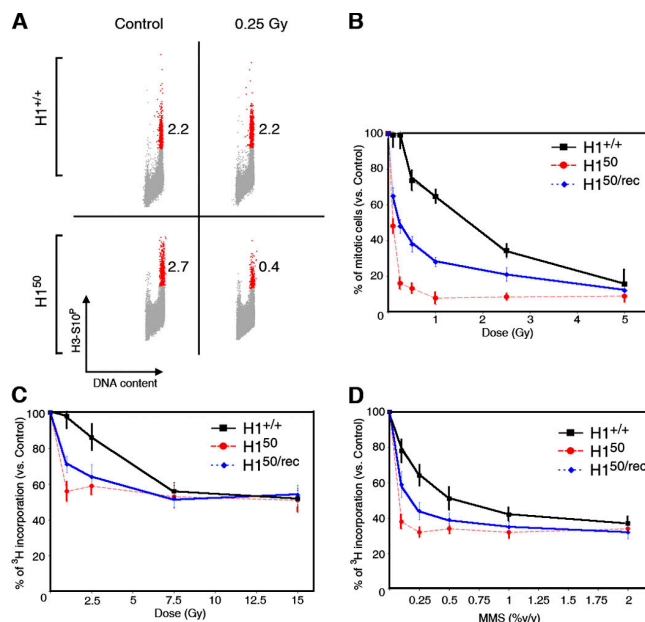 A
Control
0.25 Gy
H1+/+
2.2
2.2
H150
2.7
0.4
H3-S10P
DNA content
B
% of mitotic cells (vs. Control)
100
80
60
40
20
0
H1+/+
H150
H150/rec
0
1
2
3
4
5
Dose (Gy)
C
% of 3H incorporation (vs. Control)
100
80
60
40
20
0
H1+/+
H150
H150/rec
0
2.5
5
7.5
10
12.5
15
Dose (Gy)
D
% of 3H incorporation (vs. Control)
100
80
60
40
20
0
H1+/+
H150
H150/rec
0.25
0.5
0.75
1
1.25
1.5
1.75
2
MMS (%v/v)